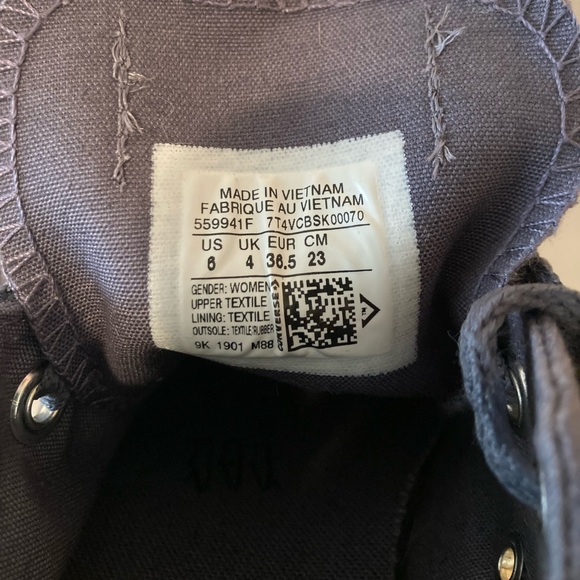 MADE IN VIETNAM
FABRIQUE AU VIETNAM
559941F 7T4VCBSK00070
US UK EUR CM
6 4 36.5 23
GENDER: WOMEN
UPPER TEXTILE
LINING: TEXTILE
OUTSOLE: TEXTILE/RUBBER
9K 1901 M88
CONVERSE